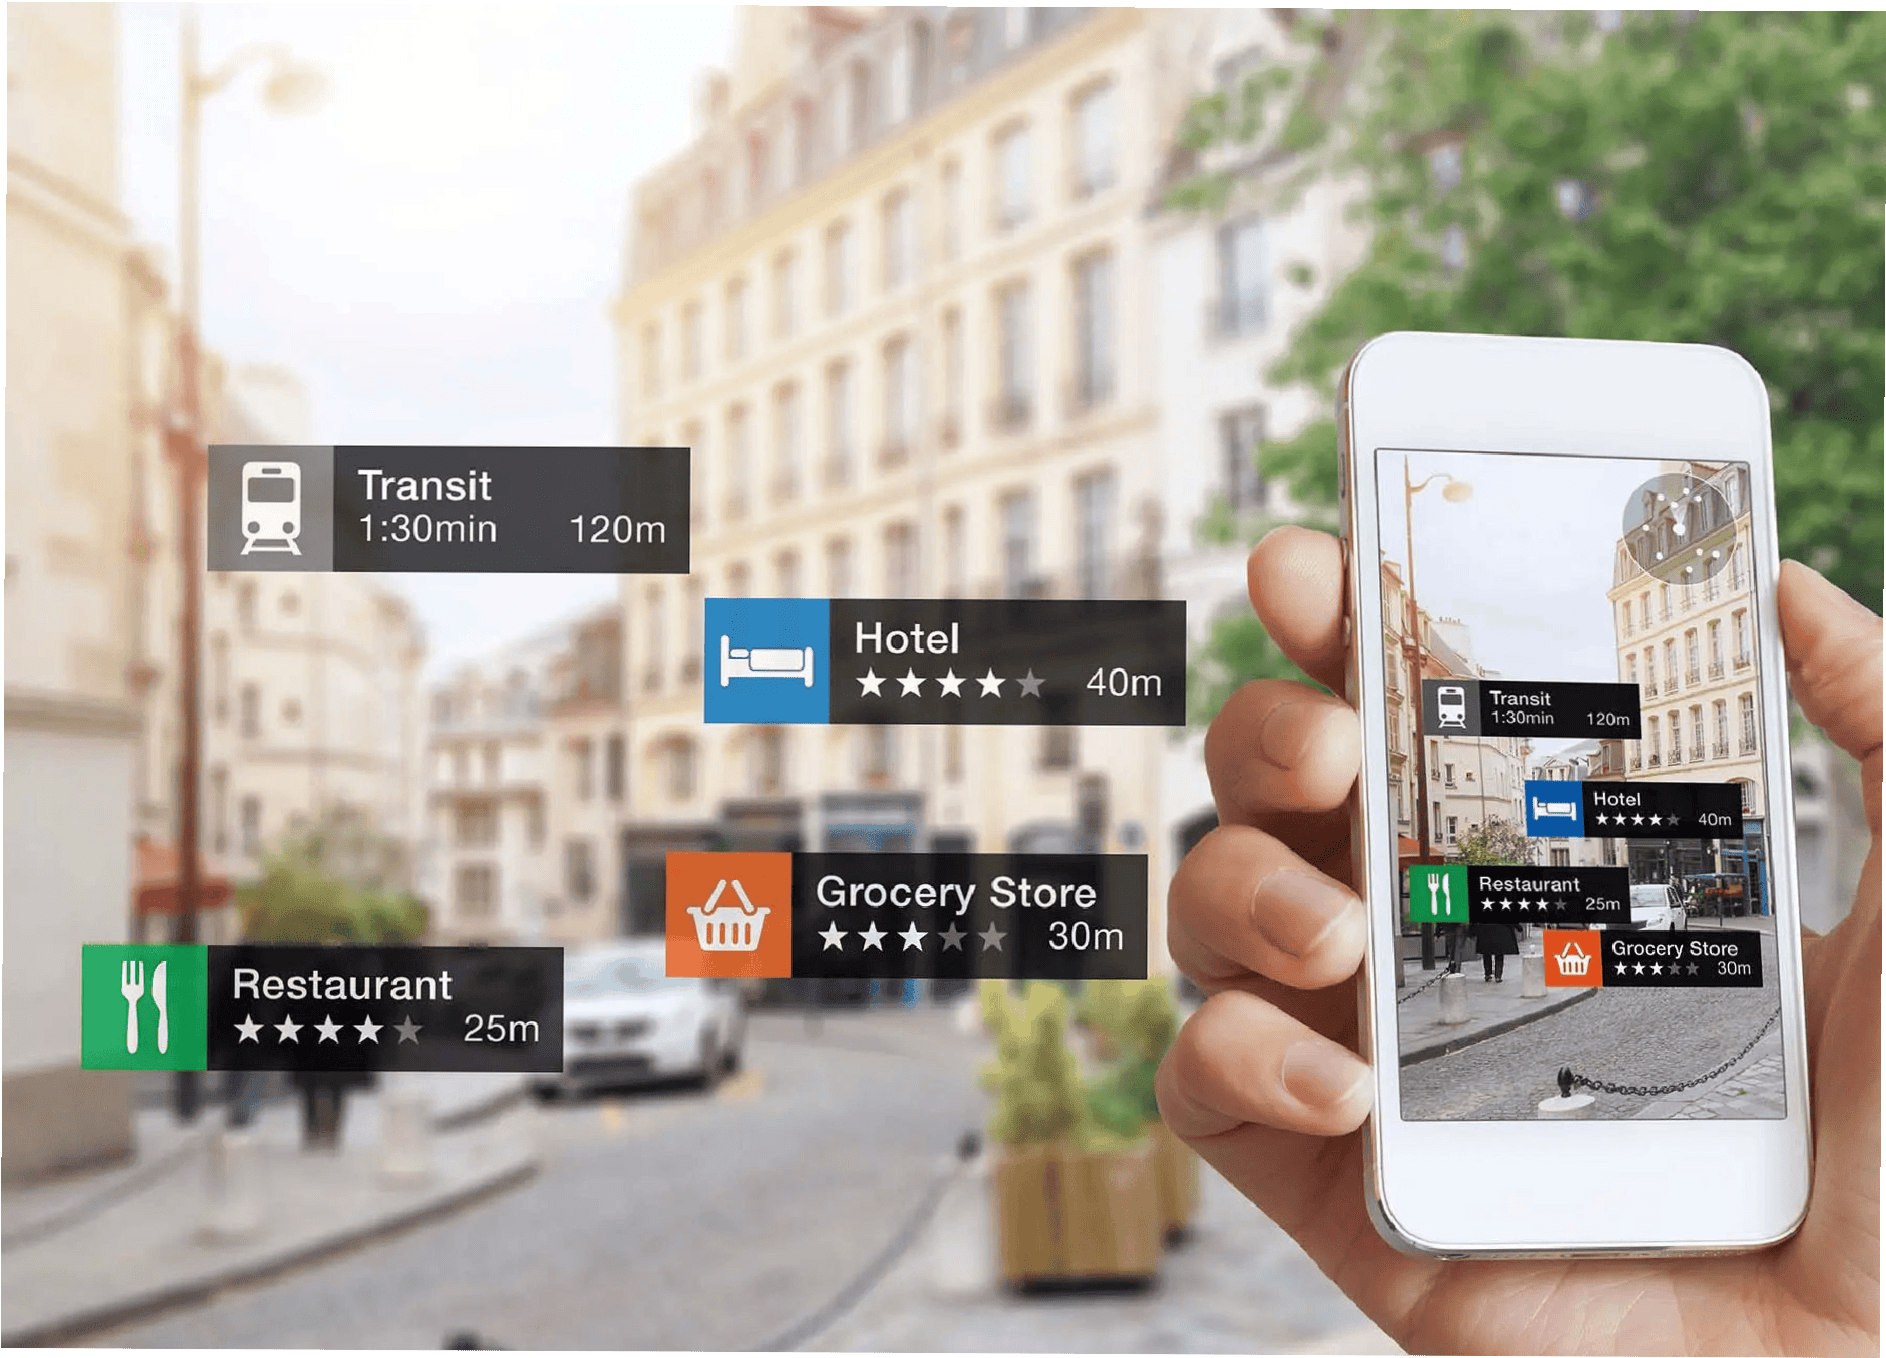 Transit
1:30min 120m
Hotel
40m
Grocery Store
30m
Restaurant
25m
Transit
1:30min 120m
Hotel
40m
Restaurant
25m
Grocery Store
30m